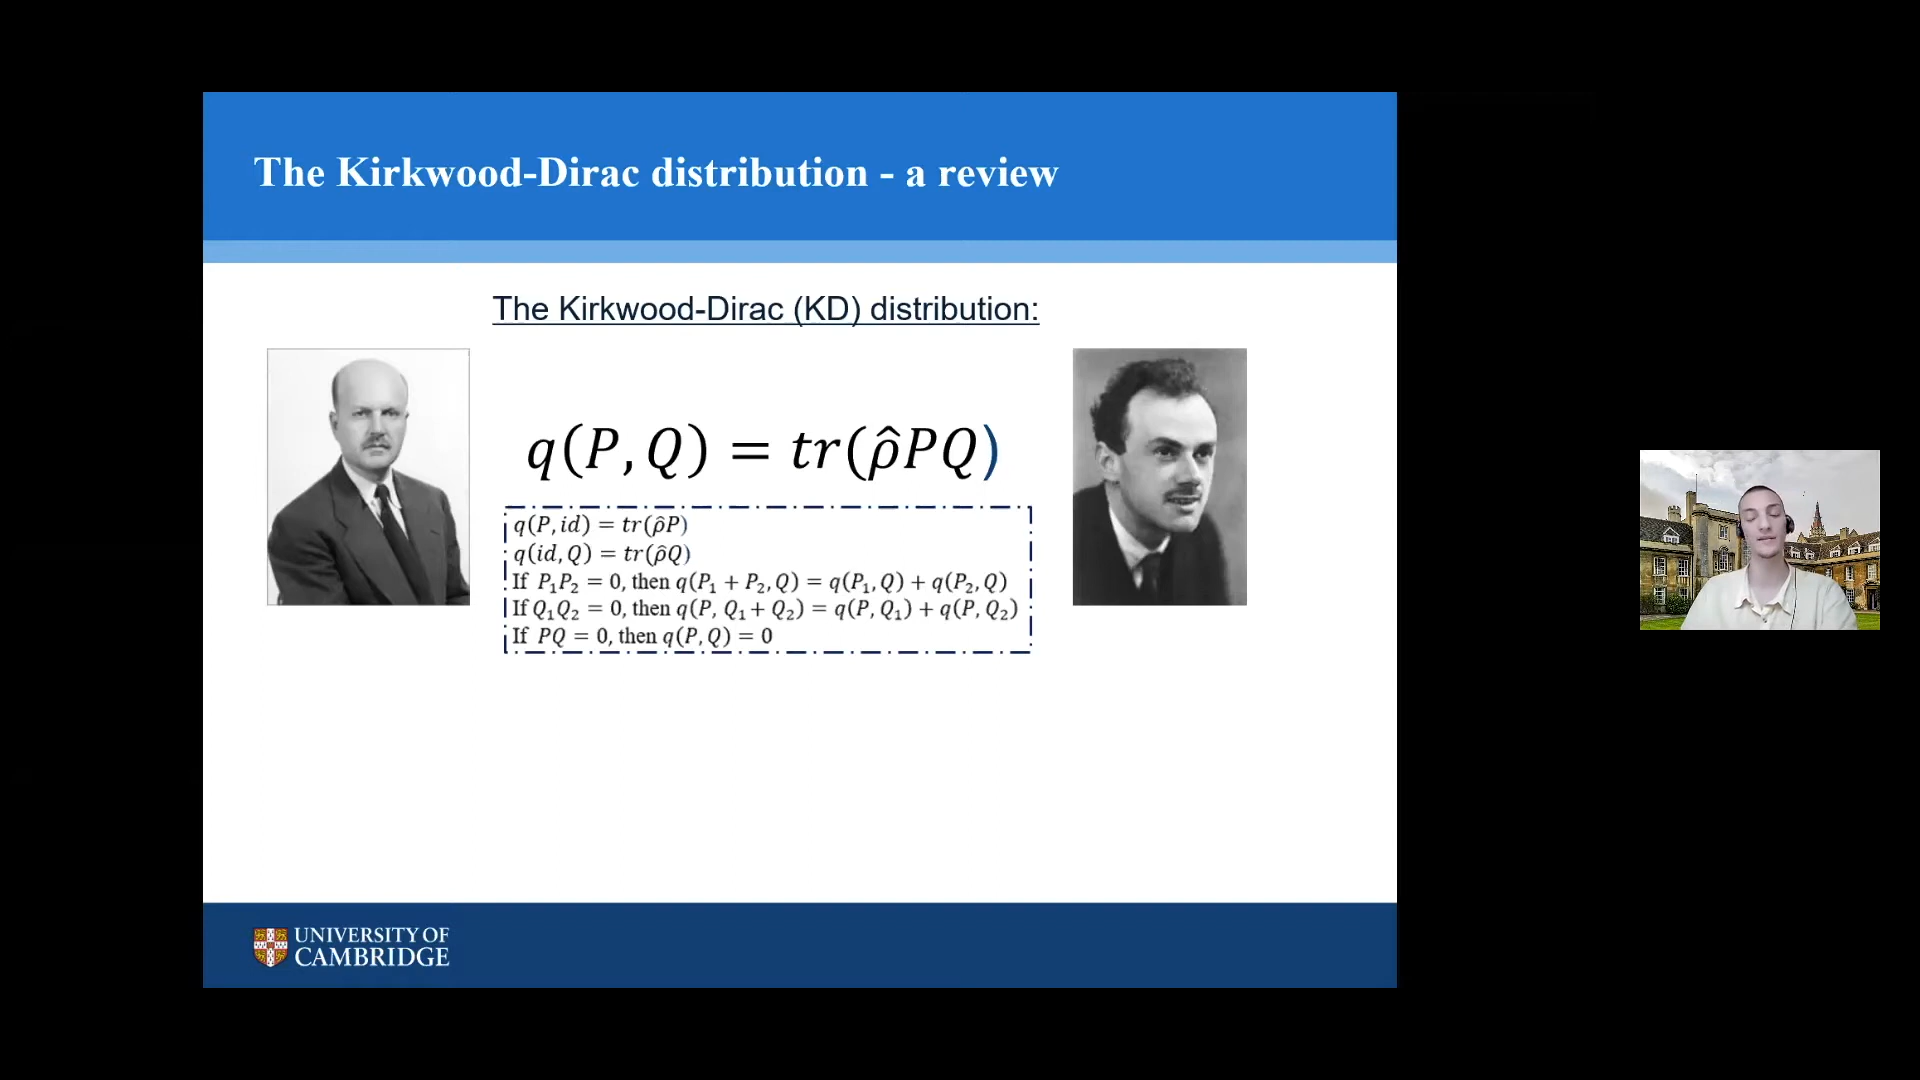 The Kirkwood-Dirac distribution - a review
The Kirkwood-Dirac (KD) distribution:
q(P, Q) = tr(ρ̂PQ)
q(P, id) = tr(ρ̂P)
q(id, Q) = tr(ρ̂Q)
If P₁P₂ = 0, then q(P₁ + P₂, Q) = q(P₁, Q) + q(P₂, Q)
If Q₁Q₂ = 0, then q(P, Q₁ + Q₂) = q(P, Q₁) + q(P, Q₂)
If PQ = 0, then q(P, Q) = 0
UNIVERSITY OF
CAMBRIDGE